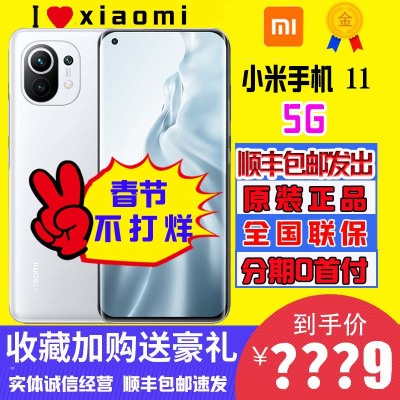 I ❤ xiaomi
金
小米手机 11
5G
顺丰包邮发出
原装正品
全国联保
分期0首付
春节
不打烊
xiaomi
收藏加购送豪礼
实体诚信经营 顺丰包邮速发
到手价
¥???9